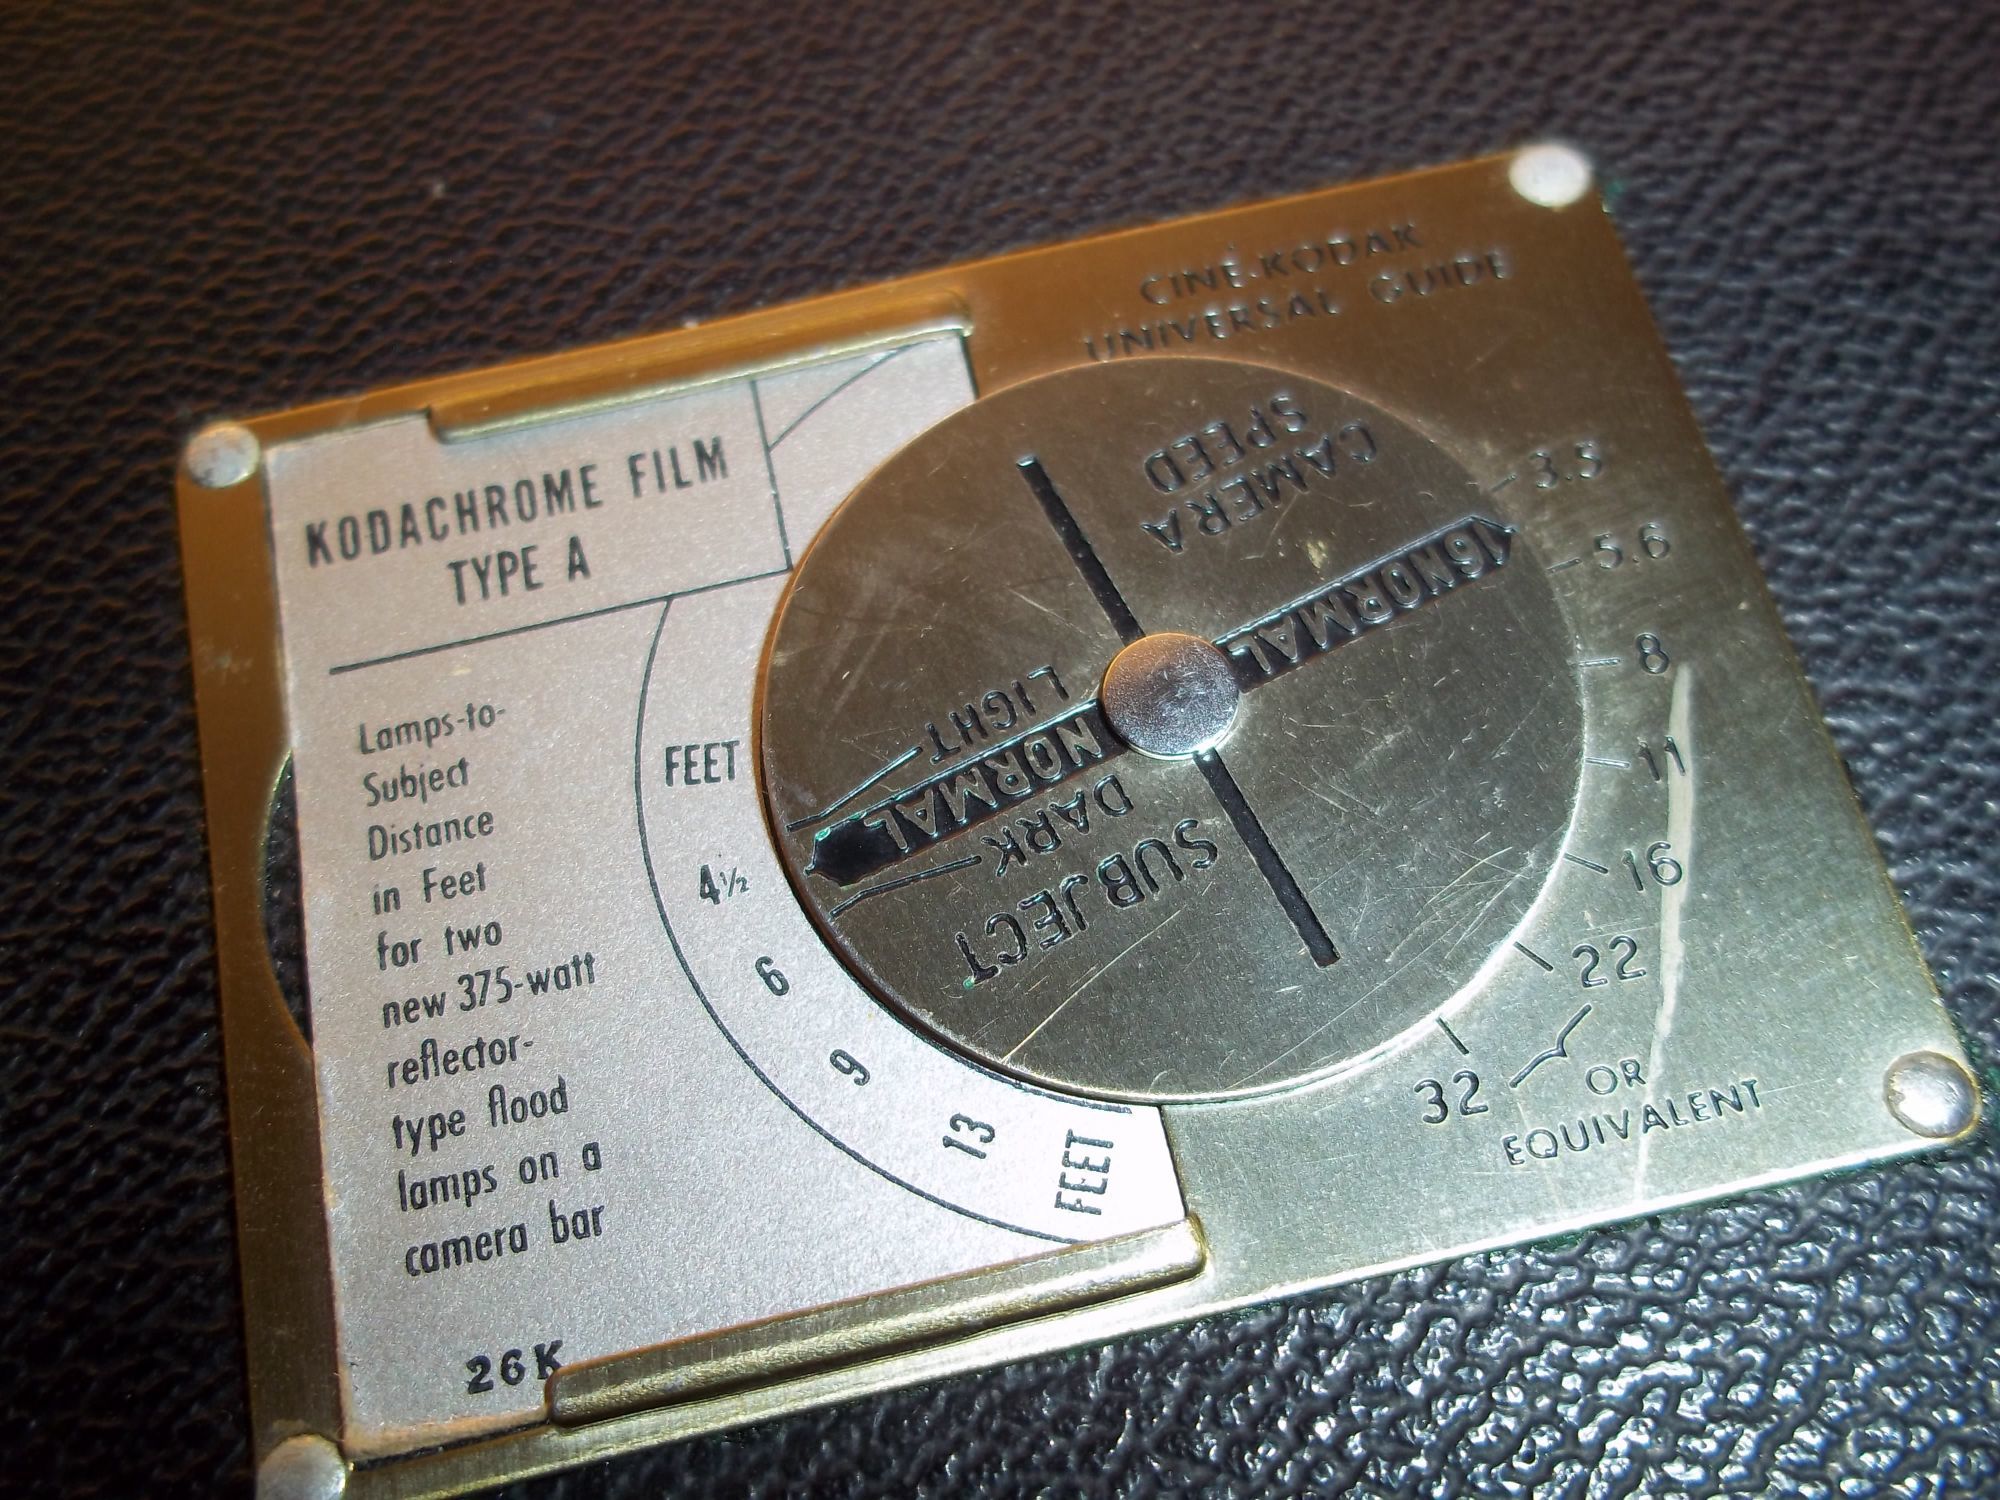 CINÉ-KODAK
UNIVERSAL GUIDE
KODACHROME FILM
TYPE A
Lamps-to-
Subject
Distance
in Feet
for two
new 375-watt
reflector-
type flood
lamps on a
camera bar
26K
FEET
4½
6
9
13
FEET
CAMERA
SPEED
16 NORMAL
LIGHT
NORMAL
DARK
SUBJECT
3.5
5.6
8
11
16
22
32
OR
EQUIVALENT